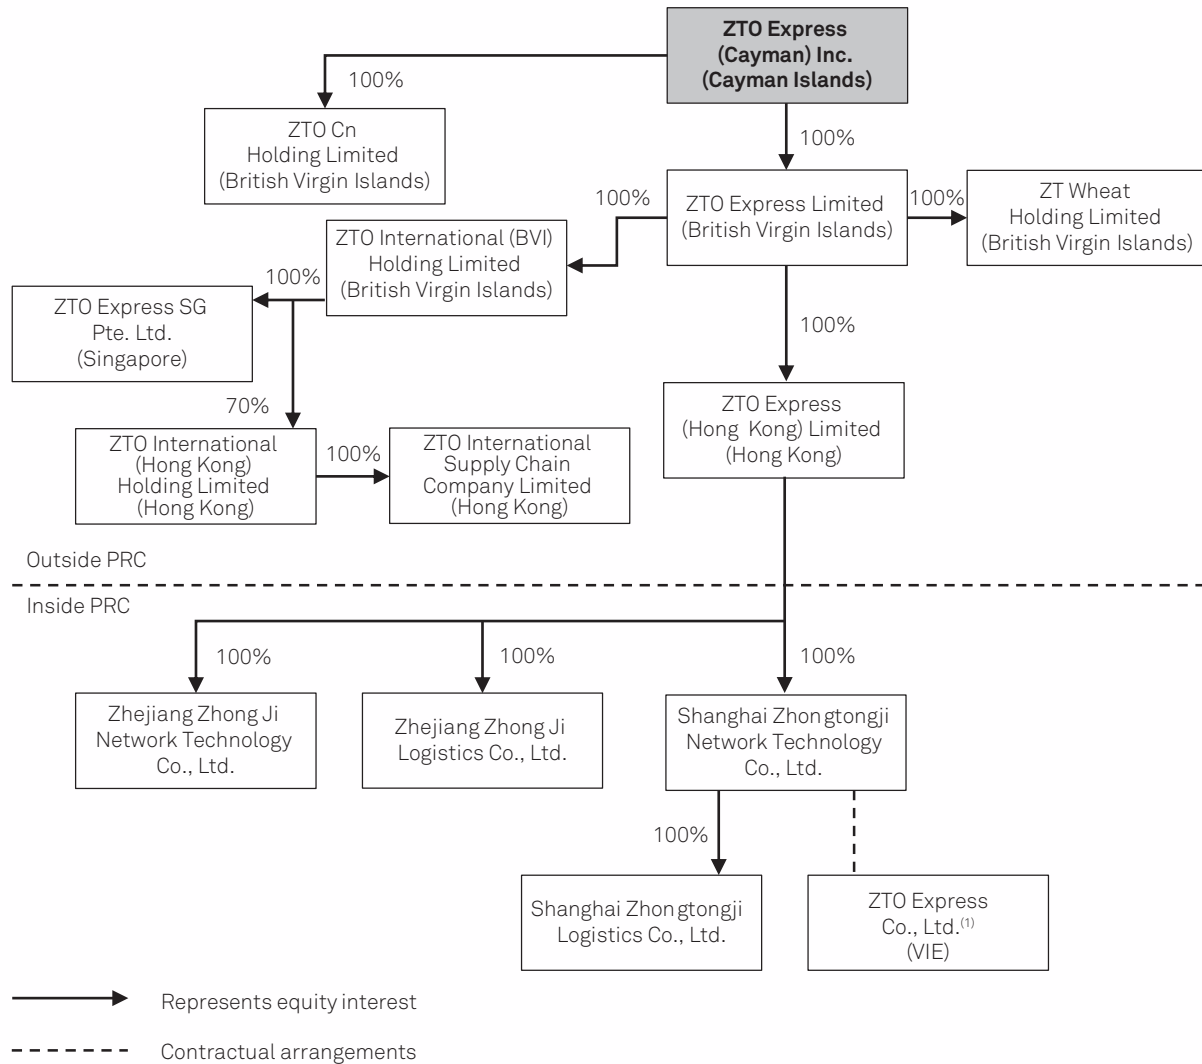 ZTO Express
(Cayman) Inc.
(Cayman Islands)
100%
100%
ZTO Cn
Holding Limited
(British Virgin Islands)
ZTO Express Limited
(British Virgin Islands)
100%
100%
ZT Wheat
Holding Limited
(British Virgin Islands)
ZTO International (BVI)
Holding Limited
(British Virgin Islands)
100%
100%
ZTO Express SG
Pte. Ltd.
(Singapore)
70%
ZTO Express
(Hong Kong) Limited
(Hong Kong)
ZTO International
(Hong Kong)
Holding Limited
(Hong Kong)
100%
ZTO International
Supply Chain
Company Limited
(Hong Kong)
Outside PRC
Inside PRC
100%
100%
100%
Zhejiang Zhong Ji
Network Technology
Co., Ltd.
Zhejiang Zhong Ji
Logistics Co., Ltd.
Shanghai Zhongtongji
Network Technology
Co., Ltd.
100%
Shanghai Zhongtongji
Logistics Co., Ltd.
ZTO Express
Co., Ltd.(1)
(VIE)
Represents equity interest
Contractual arrangements